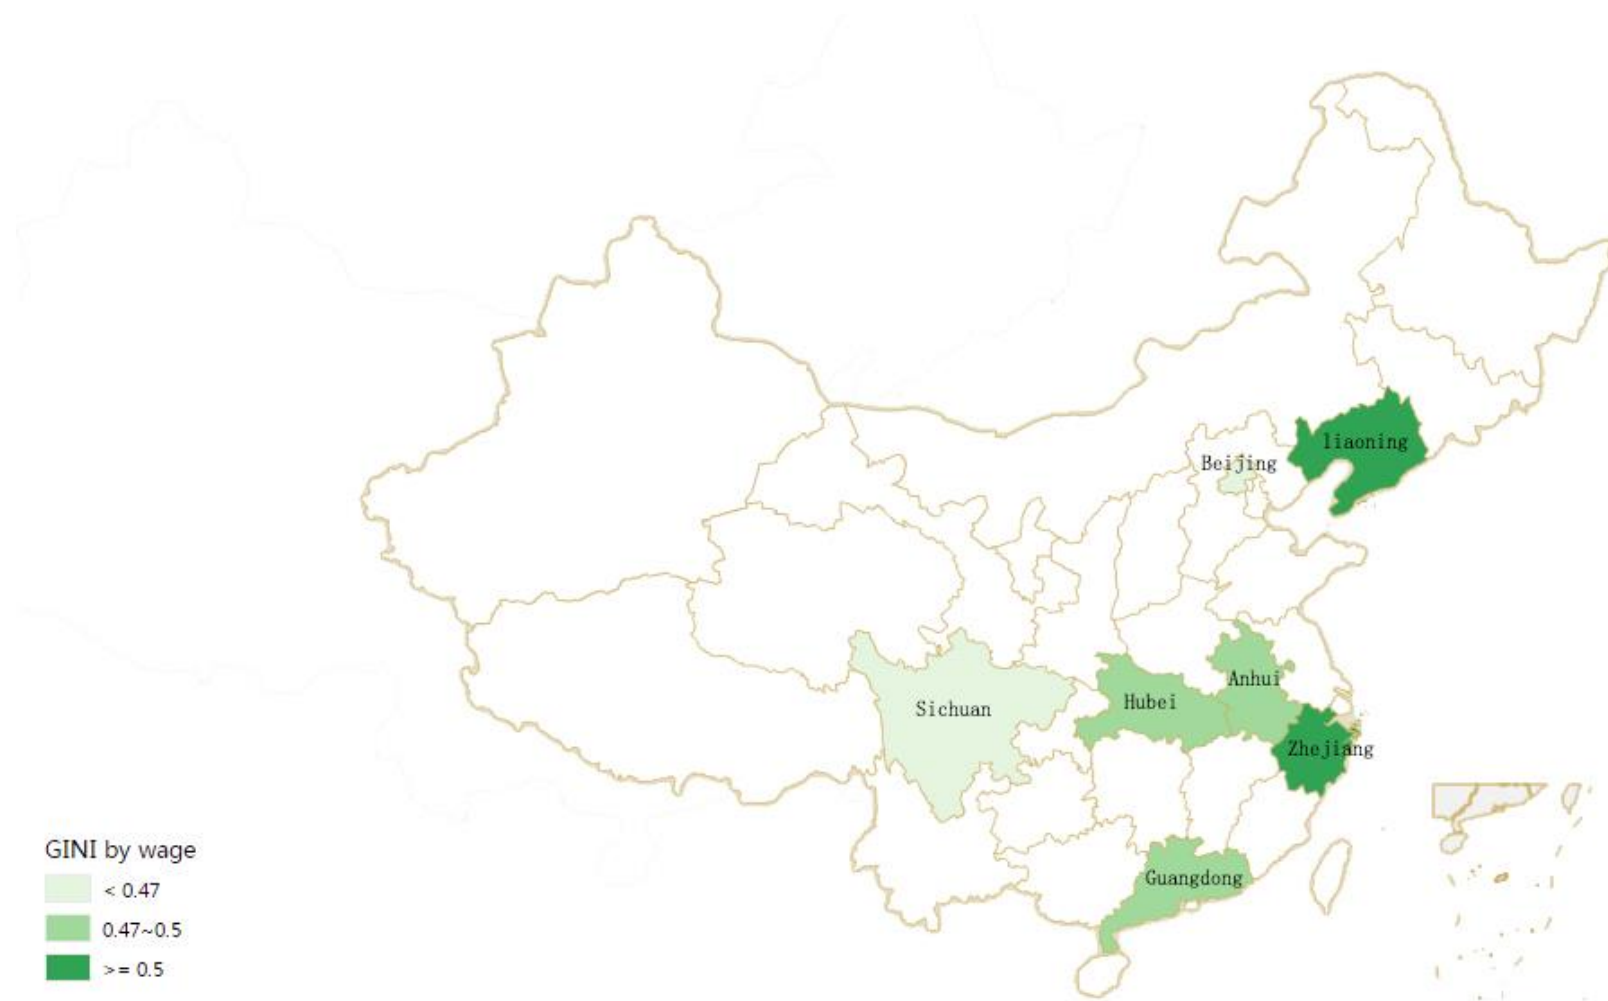 liaoning
Beijing
Anhui
Hubei
Sichuan
Zhejiang
Guangdong
GINI by wage
< 0.47
0.47~0.5
>= 0.5